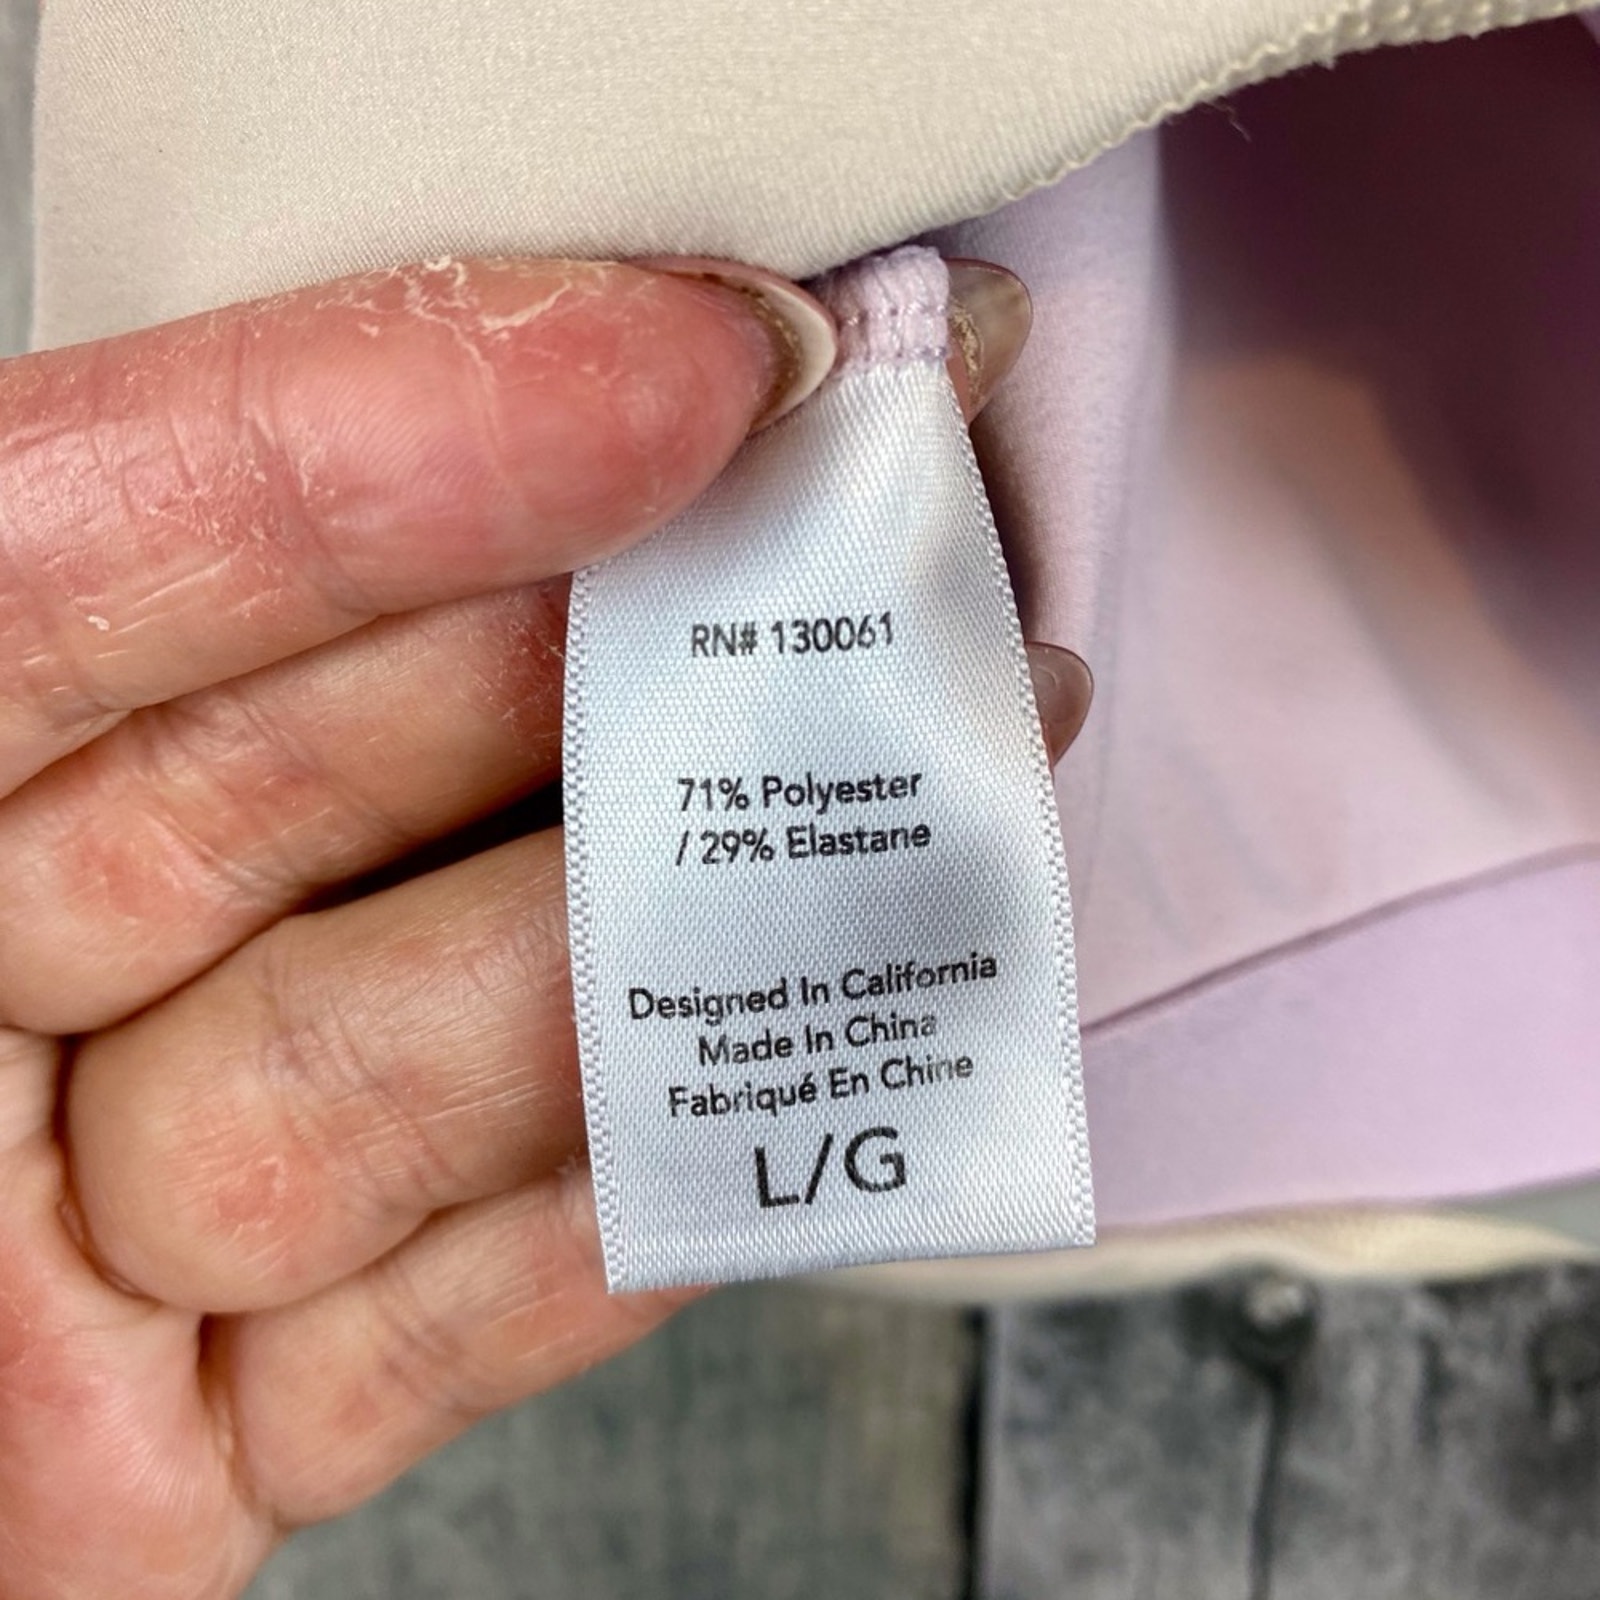 RN# 130061
71% Polyester
/ 29% Elastane
Designed In California
Made In China
Fabriqué En Chine
L/G